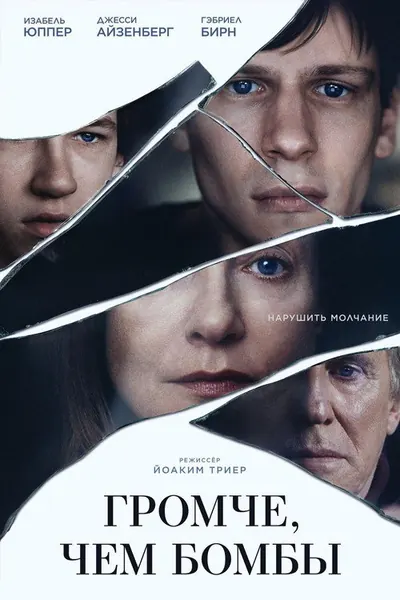 ИЗАБЕЛЬ ДЖЕССИ ГЭБРИЕЛ
ЮППЕР АЙЗЕНБЕРГ БИРН
НАРУШИТЬ МОЛЧАНИЕ
РЕЖИССЁР
ЙОАКИМ ТРИЕР
ГРОМЧЕ,
ЧЕМ БОМБЫ